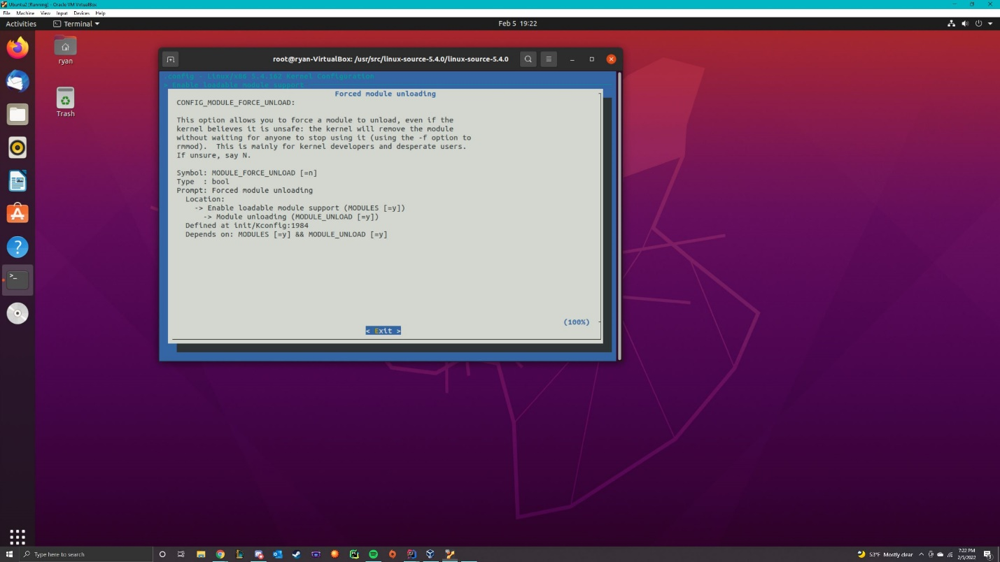 Ubuntu2 [Running] - Oracle VM VirtualBox
File Machine View Input Devices Help
Activities
Terminal
Feb 5 19:22
ryan
Trash
root@ryan-VirtualBox: /usr/src/linux-source-5.4.0/linux-source-5.4.0
.config - Linux/x86 5.4.162 Kernel Configuration
> Enable loadable module support
Forced module unloading
CONFIG_MODULE_FORCE_UNLOAD:
This option allows you to force a module to unload, even if the
kernel believes it is unsafe: the kernel will remove the module
without waiting for anyone to stop using it (using the -f option to
rmmod).  This is mainly for kernel developers and desperate users.
If unsure, say N.
Symbol: MODULE_FORCE_UNLOAD [=n]
Type  : bool
Prompt: Forced module unloading
Location:
-> Enable loadable module support (MODULES [=y])
-> Module unloading (MODULE_UNLOAD [=y])
Defined at init/Kconfig:1984
Depends on: MODULES [=y] && MODULE_UNLOAD [=y]
(100%)
< Exit >
Type here to search
53°F Mostly clear
7:22 PM
2/5/2022